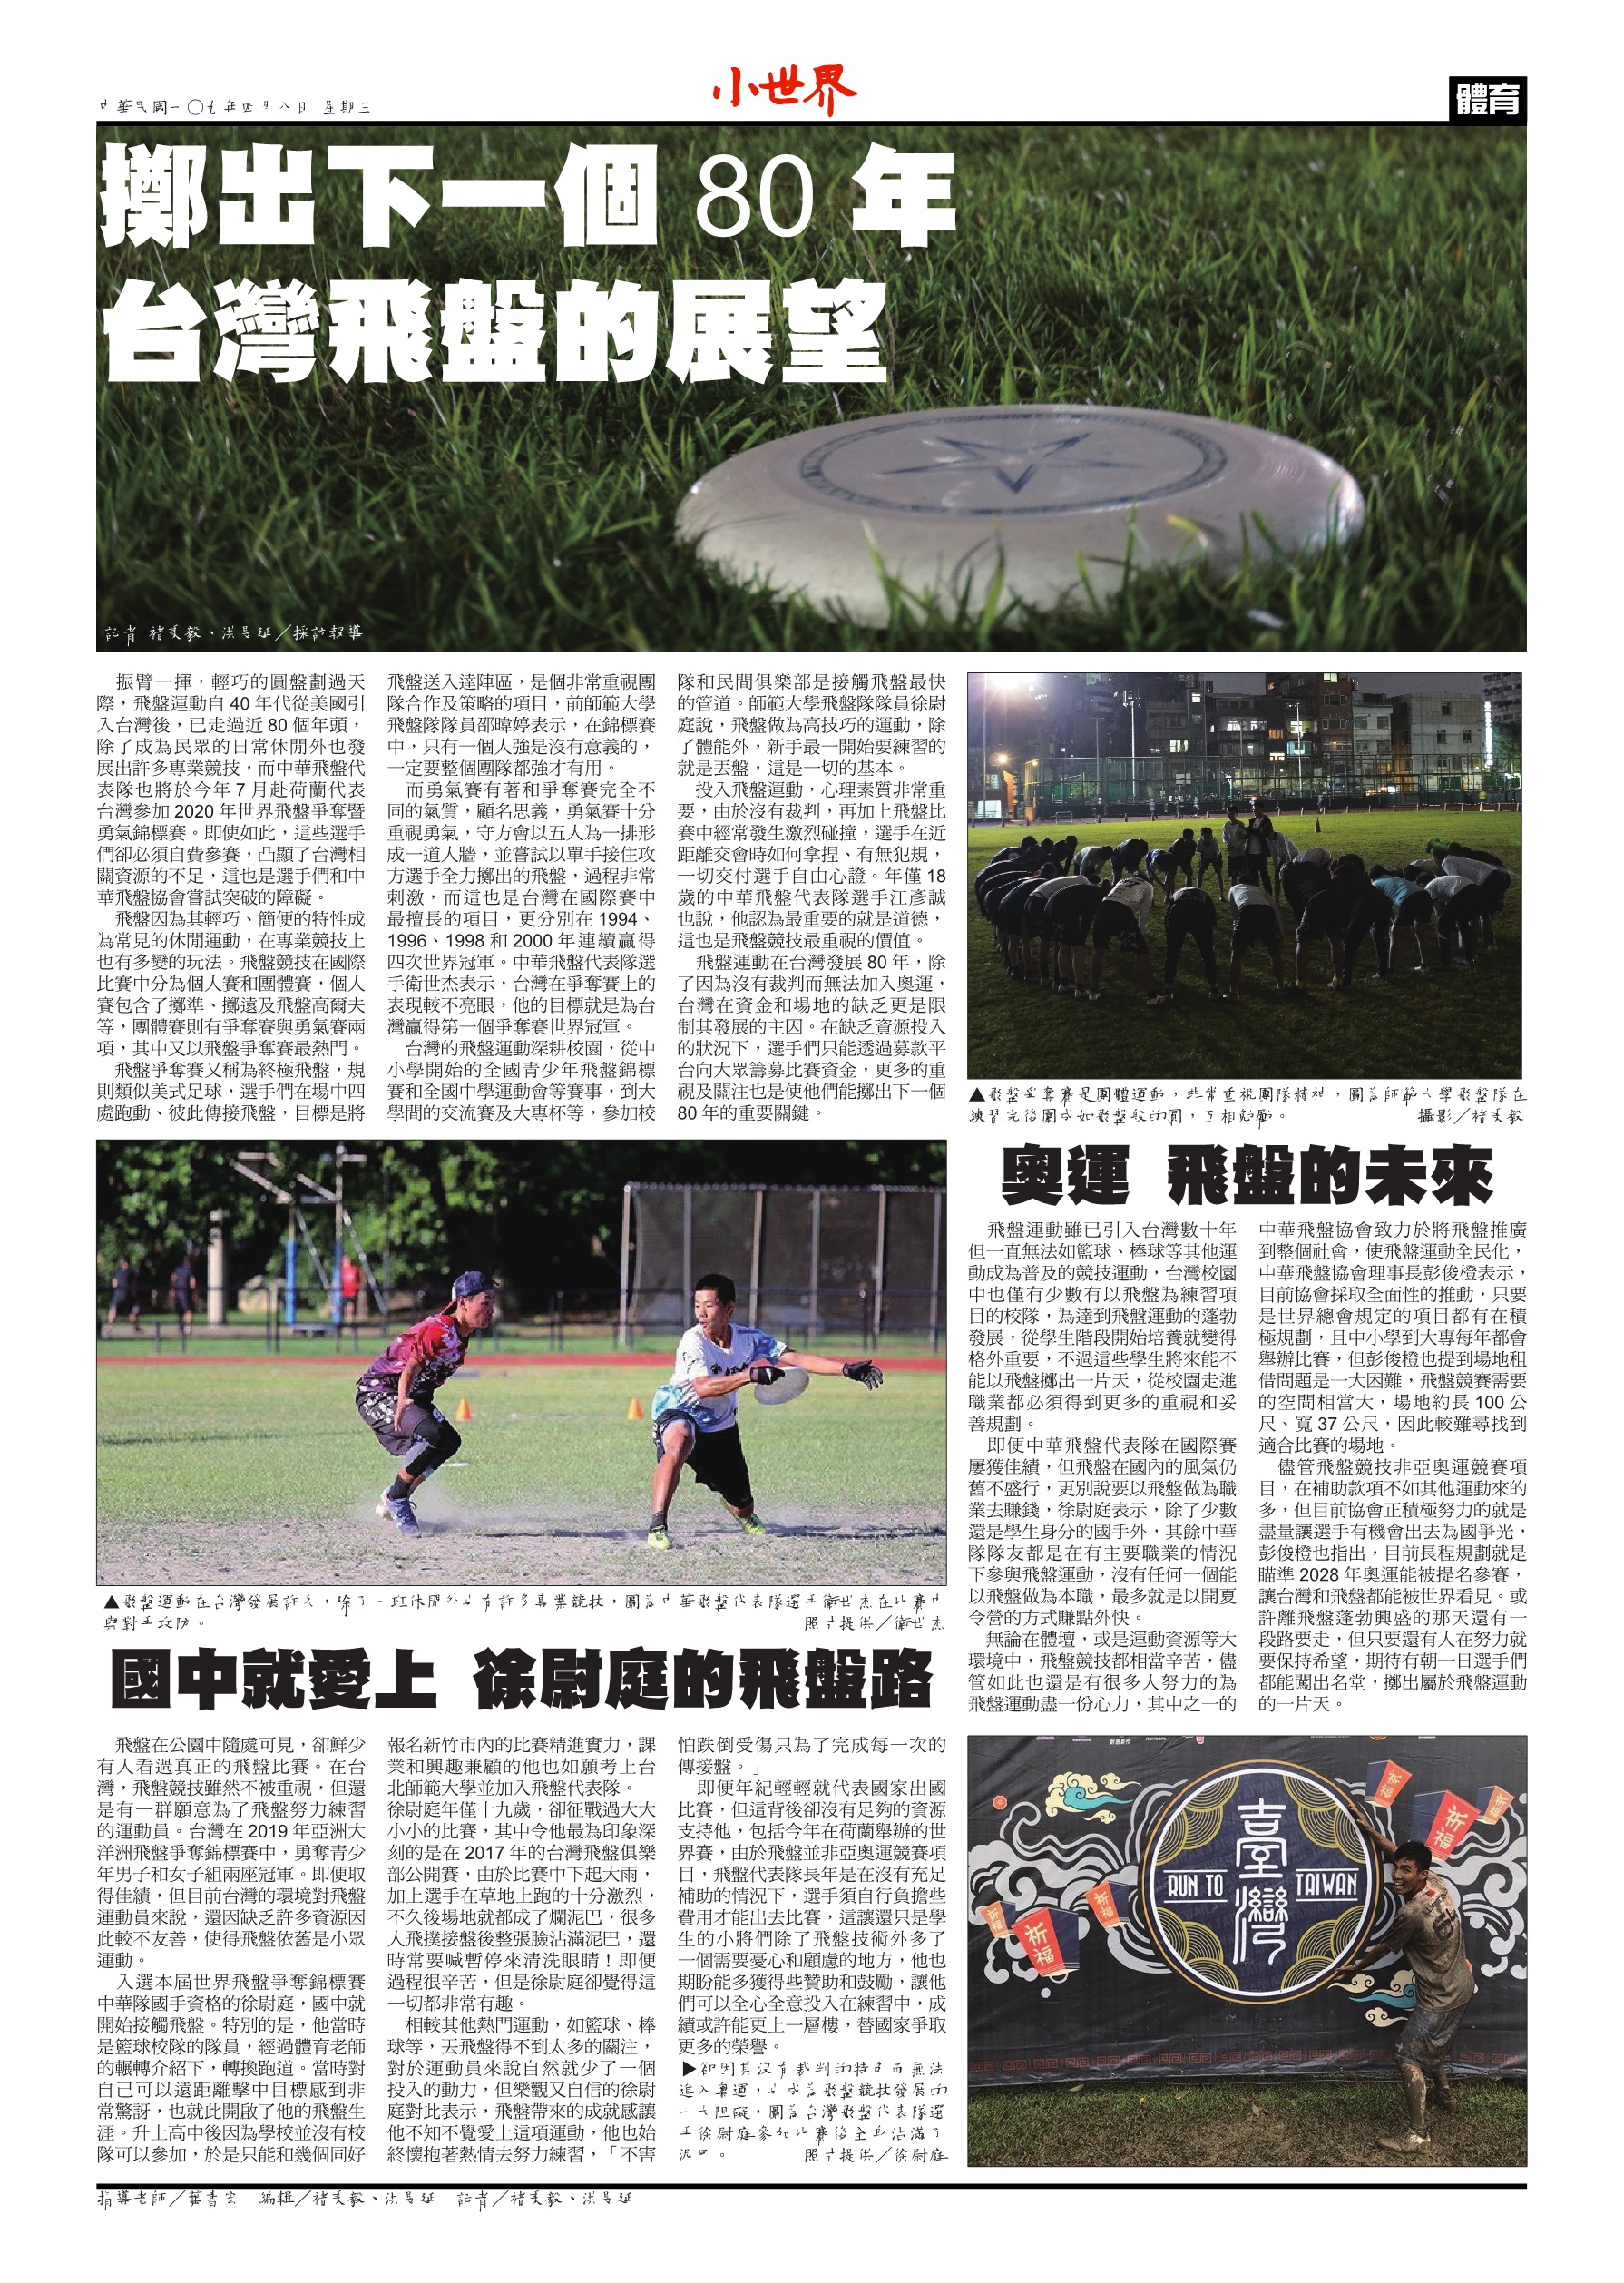 中華民國一〇九年四月八日 星期三
小世界
體育
擲出下一個 80 年
台灣飛盤的展望
記者 褚秉毅、洪昌延／採訪報導
振臂一揮，輕巧的圓盤劃過天
際，飛盤運動自 40 年代從美國引
入台灣後，已走過近 80 個年頭，
除了成為民眾的日常休閒外也發
展出許多專業競技，而中華飛盤代
表隊也將於今年 7 月赴荷蘭代表
台灣參加 2020 年世界飛盤爭奪暨
勇氣錦標賽。即使如此，這些選手
們卻必須自費參賽，凸顯了台灣相
關資源的不足，這也是選手們和中
華飛盤協會嘗試突破的障礙。
飛盤因為其輕巧、簡便的特性成
為常見的休閒運動，在專業競技上
也有多變的玩法。飛盤競技在國際
比賽中分為個人賽和團體賽，個人
賽包含了擲準、擲遠及飛盤高爾夫
等，團體賽則有爭奪賽與勇氣賽兩
項，其中又以飛盤爭奪賽最熱門。
飛盤爭奪賽又稱為終極飛盤，規
則類似美式足球，選手們在場中四
處跑動、彼此傳接飛盤，目標是將
飛盤送入達陣區，是個非常重視團
隊合作及策略的項目，前師範大學
飛盤隊隊員邵暐婷表示，在錦標賽
中，只有一個人強是沒有意義的，
一定要整個團隊都強才有用。
而勇氣賽有著和爭奪賽完全不
同的氣質，顧名思義，勇氣賽十分
重視勇氣，守方會以五人為一排形
成一道人牆，並嘗試以單手接住攻
方選手全力擲出的飛盤，過程非常
刺激，而這也是台灣在國際賽中
最擅長的項目，更分別在 1994、
1996、1998 和 2000 年連續贏得
四次世界冠軍。中華飛盤代表隊選
手衛世杰表示，台灣在爭奪賽上的
表現較不亮眼，他的目標就是為台
灣贏得第一個爭奪賽世界冠軍。
台灣的飛盤運動深耕校園，從中
小學開始的全國青少年飛盤錦標
賽和全國中學運動會等賽事，到大
學間的交流賽及大專杯等，參加校
隊和民間俱樂部是接觸飛盤最快
的管道。師範大學飛盤隊隊員徐尉
庭說，飛盤做為高技巧的運動，除
了體能外，新手最一開始要練習的
就是丟盤，這是一切的基本。
投入飛盤運動，心理素質非常重
要，由於沒有裁判，再加上飛盤比
賽中經常發生激烈碰撞，選手在近
距離交會時如何拿捏、有無犯規，
一切交付選手自由心證。年僅 18
歲的中華飛盤代表隊選手江彥誠
也說，他認為最重要的就是道德，
這也是飛盤競技最重視的價值。
飛盤運動在台灣發展 80 年，除
了因為沒有裁判而無法加入奧運，
台灣在資金和場地的缺乏更是限
制其發展的主因。在缺乏資源投入
的狀況下，選手們只能透過募款平
台向大眾籌募比賽資金，更多的重
視及關注也是使他們能擲出下一個
80 年的重要關鍵。
▲飛盤爭奪賽是團體運動，非常重視團隊精神，圖為師範大學飛盤隊在
練習完後圍成如飛盤般的圓，互相勉勵。 攝影／褚秉毅
▲飛盤運動在台灣發展許久，除了一班休閒外也有許多專業競技，圖為中華飛盤代表隊選手衛世杰在比賽中
與對手攻防。 照片提供／衛世杰
奧運 飛盤的未來
飛盤運動雖已引入台灣數十年
但一直無法如籃球、棒球等其他運
動成為普及的競技運動，台灣校園
中也僅有少數有以飛盤為練習項
目的校隊，為達到飛盤運動的蓬勃
發展，從學生階段開始培養就變得
格外重要，不過這些學生將來能不
能以飛盤擲出一片天，從校園走進
職業都必須得到更多的重視和妥
善規劃。
即便中華飛盤代表隊在國際賽
屢獲佳績，但飛盤在國內的風氣仍
舊不盛行，更別說要以飛盤做為職
業去賺錢，徐尉庭表示，除了少數
還是學生身分的國手外，其餘中華
隊隊友都是在有主要職業的情況
下參與飛盤運動，沒有任何一個能
以飛盤做為本職，最多就是以開夏
令營的方式賺點外快。
無論在體壇，或是運動資源等大
環境中，飛盤競技都相當辛苦，儘
管如此也還是有很多人努力的為
飛盤運動盡一份心力，其中之一的
中華飛盤協會致力於將飛盤推廣
到整個社會，使飛盤運動全民化，
中華飛盤協會理事長彭俊橙表示，
目前協會採取全面性的推動，只要
是世界總會規定的項目都有在積
極規劃，且中小學到大專每年都會
舉辦比賽，但彭俊橙也提到場地租
借問題是一大困難，飛盤競賽需要
的空間相當大，場地約長 100 公
尺、寬 37 公尺，因此較難尋找到
適合比賽的場地。
儘管飛盤競技非亞奧運競賽項
目，在補助款項不如其他運動來的
多，但目前協會正積極努力的就是
盡量讓選手有機會出去為國爭光，
彭俊橙也指出，目前長程規劃就是
瞄準 2028 年奧運能被提名參賽，
讓台灣和飛盤都能被世界看見。或
許離飛盤蓬勃興盛的那天還有一
段路要走，但只要還有人在努力就
要保持希望，期待有朝一日選手們
都能闖出名堂，擲出屬於飛盤運動
的一片天。
國中就愛上 徐尉庭的飛盤路
飛盤在公園中隨處可見，卻鮮少
有人看過真正的飛盤比賽。在台
灣，飛盤競技雖然不被重視，但還
是有一群願意為了飛盤努力練習
的運動員。台灣在 2019 年亞洲大
洋洲飛盤爭奪錦標賽中，勇奪青少
年男子和女子組兩座冠軍。即便取
得佳績，但目前台灣的環境對飛盤
運動員來說，還因缺乏許多資源因
此較不友善，使得飛盤依舊是小眾
運動。
入選本屆世界飛盤爭奪錦標賽
中華隊國手資格的徐尉庭，國中就
開始接觸飛盤。特別的是，他當時
是籃球校隊的隊員，經過體育老師
的輾轉介紹下，轉換跑道。當時對
自己可以遠距離擊中目標感到非
常驚訝，也就此開啟了他的飛盤生
涯。升上高中後因為學校並沒有校
隊可以參加，於是只能和幾個同好
報名新竹市內的比賽精進實力，課
業和興趣兼顧的他也如願考上台
北師範大學並加入飛盤代表隊。
徐尉庭年僅十九歲，卻征戰過大大
小小的比賽，其中令他最為印象深
刻的是在 2017 年的台灣飛盤俱樂
部公開賽，由於比賽中下起大雨，
加上選手在草地上跑的十分激烈，
不久後場地就都成了爛泥巴，很多
人飛撲接盤後整張臉沾滿泥巴，還
時常要喊暫停來清洗眼睛！即便
過程很辛苦，但是徐尉庭卻覺得這
一切都非常有趣。
相較其他熱門運動，如籃球、棒
球等，丟飛盤得不到太多的關注，
對於運動員來說自然就少了一個
投入的動力，但樂觀又自信的徐尉
庭對此表示，飛盤帶來的成就感讓
他不知不覺愛上這項運動，他也始
終懷抱著熱情去努力練習，「不害
怕跌倒受傷只為了完成每一次的
傳接盤。」
即便年紀輕輕就代表國家出國
比賽，但這背後卻沒有足夠的資源
支持他，包括今年在荷蘭舉辦的世
界賽，由於飛盤並非亞奧運競賽項
目，飛盤代表隊長年是在沒有充足
補助的情況下，選手須自行負擔些
費用才能出去比賽，這讓還只是學
生的小將們除了飛盤技術外多了
一個需要憂心和顧慮的地方，他也
期盼能多獲得些贊助和鼓勵，讓他
們可以全心全意投入在練習中，成
績或許能更上一層樓，替國家爭取
更多的榮譽。
▶卻因其沒有裁判的特色而無法
進入奧運，也成為飛盤競技發展的
一大阻礙，圖為台灣飛盤代表隊選
手徐尉庭參加比賽後全身沾滿了
泥巴。 照片提供／徐尉庭
臺灣
RUN TO TAIWAN
祈福
祈福
祈福
祈福
祈福
祈福
指導老師／葉書宏 編輯／褚秉毅、洪昌延 記者／褚秉毅、洪昌延